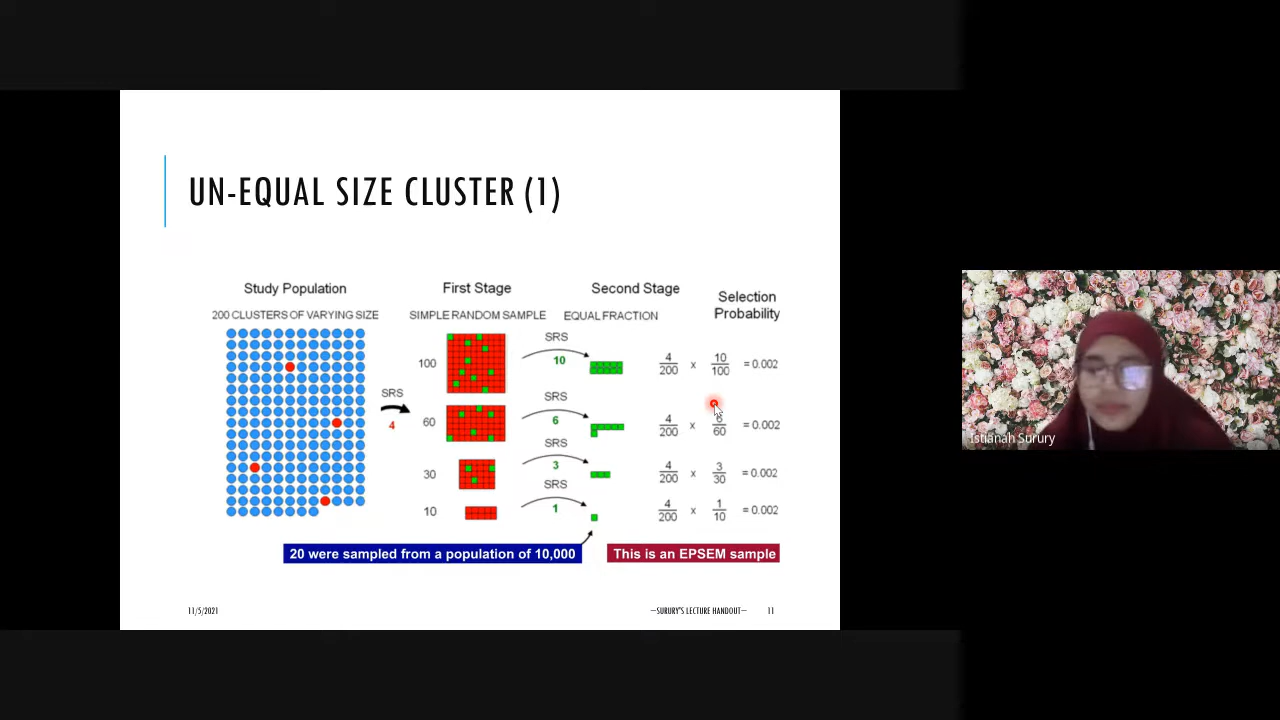 UN-EQUAL SIZE CLUSTER (1)
Study Population
200 CLUSTERS OF VARYING SIZE
SRS
4
First Stage
SIMPLE RANDOM SAMPLE
100
60
30
10
Second Stage
EQUAL FRACTION
SRS
10
SRS
6
SRS
3
SRS
1
Selection
Probability
4/200 x 10/100 = 0.002
4/200 x 6/60 = 0.002
4/200 x 3/30 = 0.002
4/200 x 1/10 = 0.002
20 were sampled from a population of 10,000
This is an EPSEM sample
11/5/2021
—SURURY'S LECTURE HANDOUT—
11
Istianah Surury